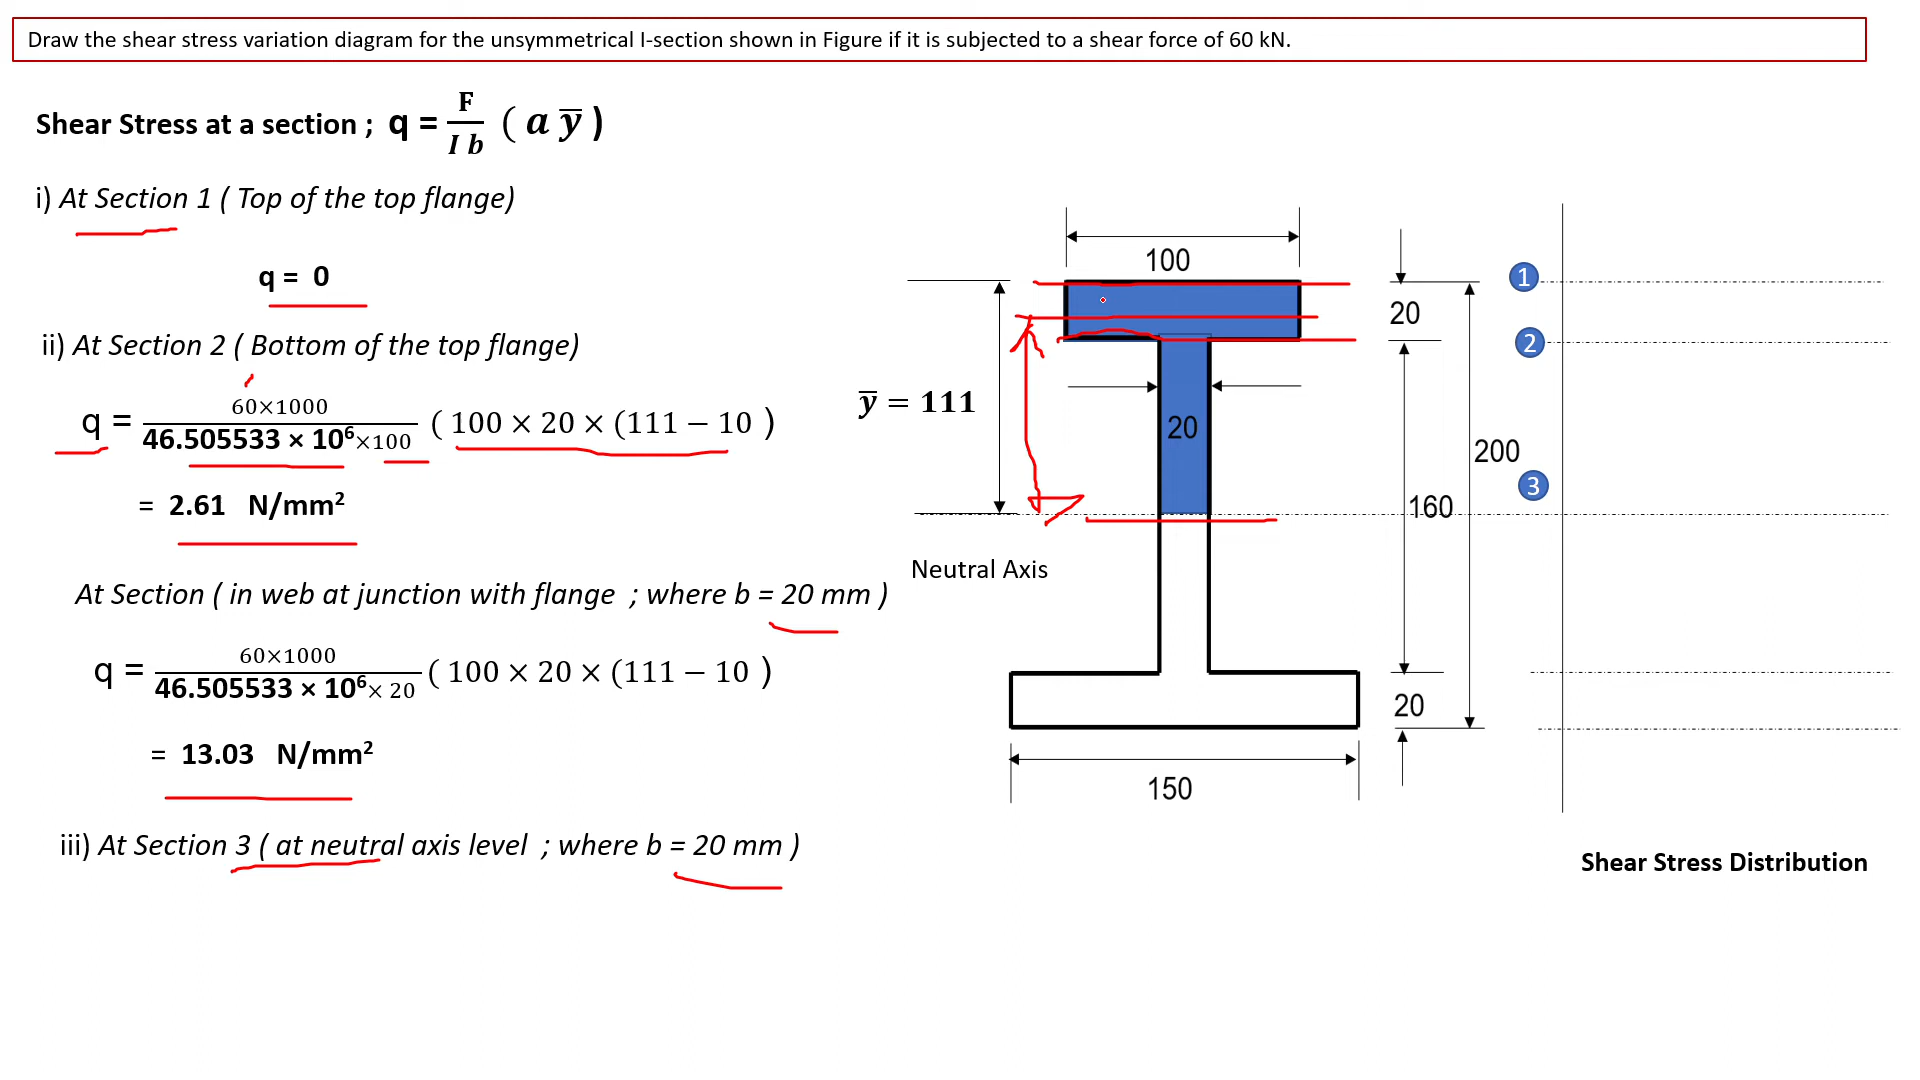 Draw the shear stress variation diagram for the unsymmetrical I-section shown in Figure if it is subjected to a shear force of 60 kN.
Shear Stress at a section ; q = F / I b ( a y̅ )
i) At Section 1 ( Top of the top flange)
q = 0
ii) At Section 2 ( Bottom of the top flange)
q = 60×1000 / 46.505533 × 10⁶×100 ( 100 × 20 × (111 − 10 )
= 2.61 N/mm²
At Section ( in web at junction with flange ; where b = 20 mm )
q = 60×1000 / 46.505533 × 10⁶× 20 ( 100 × 20 × (111 − 10 )
= 13.03 N/mm²
iii) At Section 3 ( at neutral axis level ; where b = 20 mm )
100
20
y̅ = 111
20
200
160
Neutral Axis
20
150
1
2
3
Shear Stress Distribution